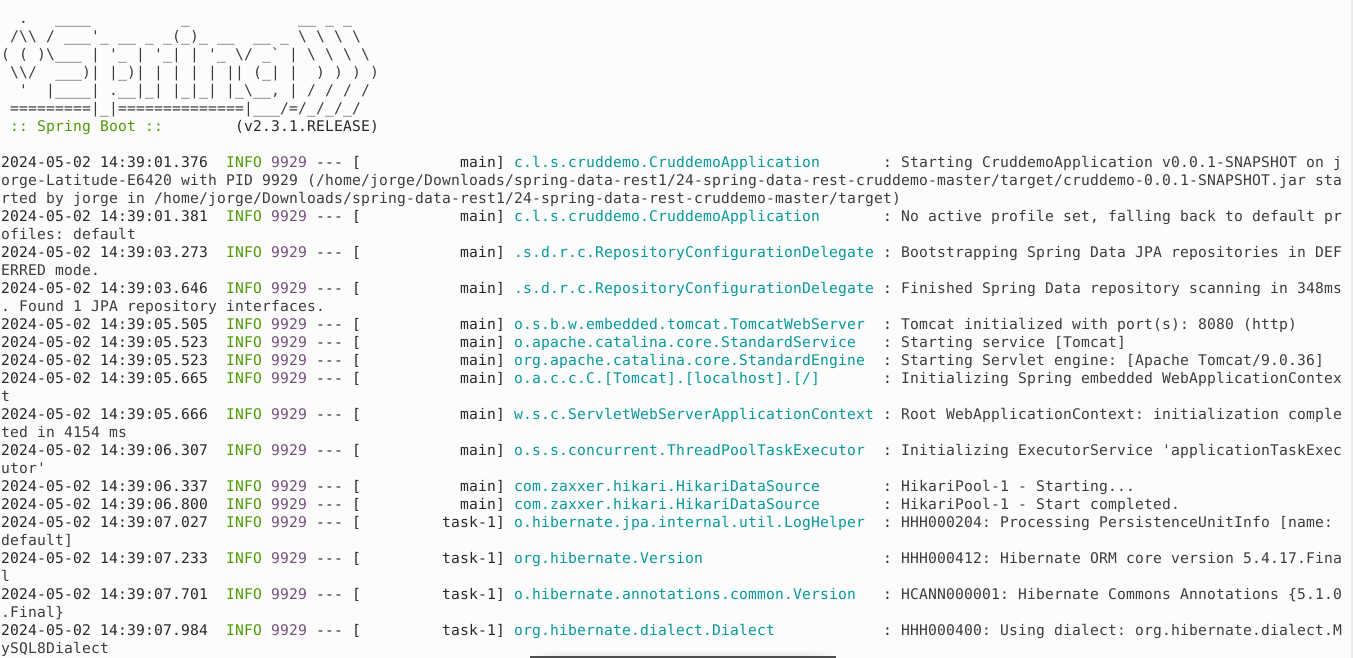 .   ____          _            __ _ _
 /\\ / ___'_ __ _ _(_)_ __  __ _ \ \ \ \
( ( )\___ | '_ | '_| | '_ \/ _` | \ \ \ \
 \\/  ___)| |_)| | | | | || (_| |  ) ) ) )
  '  |____| .__|_| |_|_| |_\__, | / / / /
 =========|_|==============|___/=/_/_/_/
 :: Spring Boot ::        (v2.3.1.RELEASE)

2024-05-02 14:39:01.376  INFO 9929 --- [           main] c.l.s.cruddemo.CruddemoApplication       : Starting CruddemoApplication v0.0.1-SNAPSHOT on j
orge-Latitude-E6420 with PID 9929 (/home/jorge/Downloads/spring-data-rest1/24-spring-data-rest-cruddemo-master/target/cruddemo-0.0.1-SNAPSHOT.jar sta
rted by jorge in /home/jorge/Downloads/spring-data-rest1/24-spring-data-rest-cruddemo-master/target)
2024-05-02 14:39:01.381  INFO 9929 --- [           main] c.l.s.cruddemo.CruddemoApplication       : No active profile set, falling back to default pr
ofiles: default
2024-05-02 14:39:03.273  INFO 9929 --- [           main] .s.d.r.c.RepositoryConfigurationDelegate : Bootstrapping Spring Data JPA repositories in DEF
ERRED mode.
2024-05-02 14:39:03.646  INFO 9929 --- [           main] .s.d.r.c.RepositoryConfigurationDelegate : Finished Spring Data repository scanning in 348ms
. Found 1 JPA repository interfaces.
2024-05-02 14:39:05.505  INFO 9929 --- [           main] o.s.b.w.embedded.tomcat.TomcatWebServer  : Tomcat initialized with port(s): 8080 (http)
2024-05-02 14:39:05.523  INFO 9929 --- [           main] o.apache.catalina.core.StandardService   : Starting service [Tomcat]
2024-05-02 14:39:05.523  INFO 9929 --- [           main] org.apache.catalina.core.StandardEngine  : Starting Servlet engine: [Apache Tomcat/9.0.36]
2024-05-02 14:39:05.665  INFO 9929 --- [           main] o.a.c.c.C.[Tomcat].[localhost].[/]       : Initializing Spring embedded WebApplicationContex
t
2024-05-02 14:39:05.666  INFO 9929 --- [           main] w.s.c.ServletWebServerApplicationContext : Root WebApplicationContext: initialization comple
ted in 4154 ms
2024-05-02 14:39:06.307  INFO 9929 --- [           main] o.s.s.concurrent.ThreadPoolTaskExecutor  : Initializing ExecutorService 'applicationTaskExec
utor'
2024-05-02 14:39:06.337  INFO 9929 --- [           main] com.zaxxer.hikari.HikariDataSource       : HikariPool-1 - Starting...
2024-05-02 14:39:06.800  INFO 9929 --- [           main] com.zaxxer.hikari.HikariDataSource       : HikariPool-1 - Start completed.
2024-05-02 14:39:07.027  INFO 9929 --- [         task-1] o.hibernate.jpa.internal.util.LogHelper  : HHH000204: Processing PersistenceUnitInfo [name: 
default]
2024-05-02 14:39:07.233  INFO 9929 --- [         task-1] org.hibernate.Version                    : HHH000412: Hibernate ORM core version 5.4.17.Fina
l
2024-05-02 14:39:07.701  INFO 9929 --- [         task-1] o.hibernate.annotations.common.Version   : HCANN000001: Hibernate Commons Annotations {5.1.0
.Final}
2024-05-02 14:39:07.984  INFO 9929 --- [         task-1] org.hibernate.dialect.Dialect            : HHH000400: Using dialect: org.hibernate.dialect.M
ySQL8Dialect